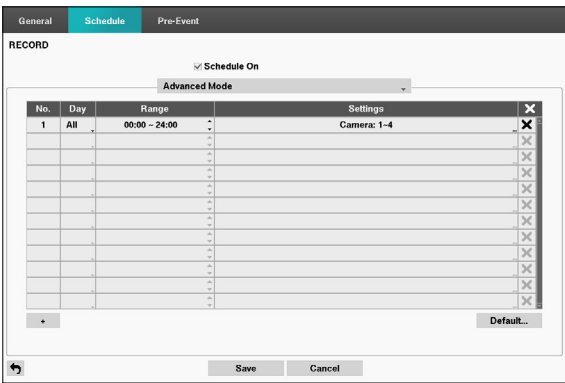 General Schedule Pre-Event
RECORD
Schedule On
Advanced Mode
No. Day Range Settings
1 All 00:00 ~ 24:00 Camera: 1~4
+ Default...
Save Cancel